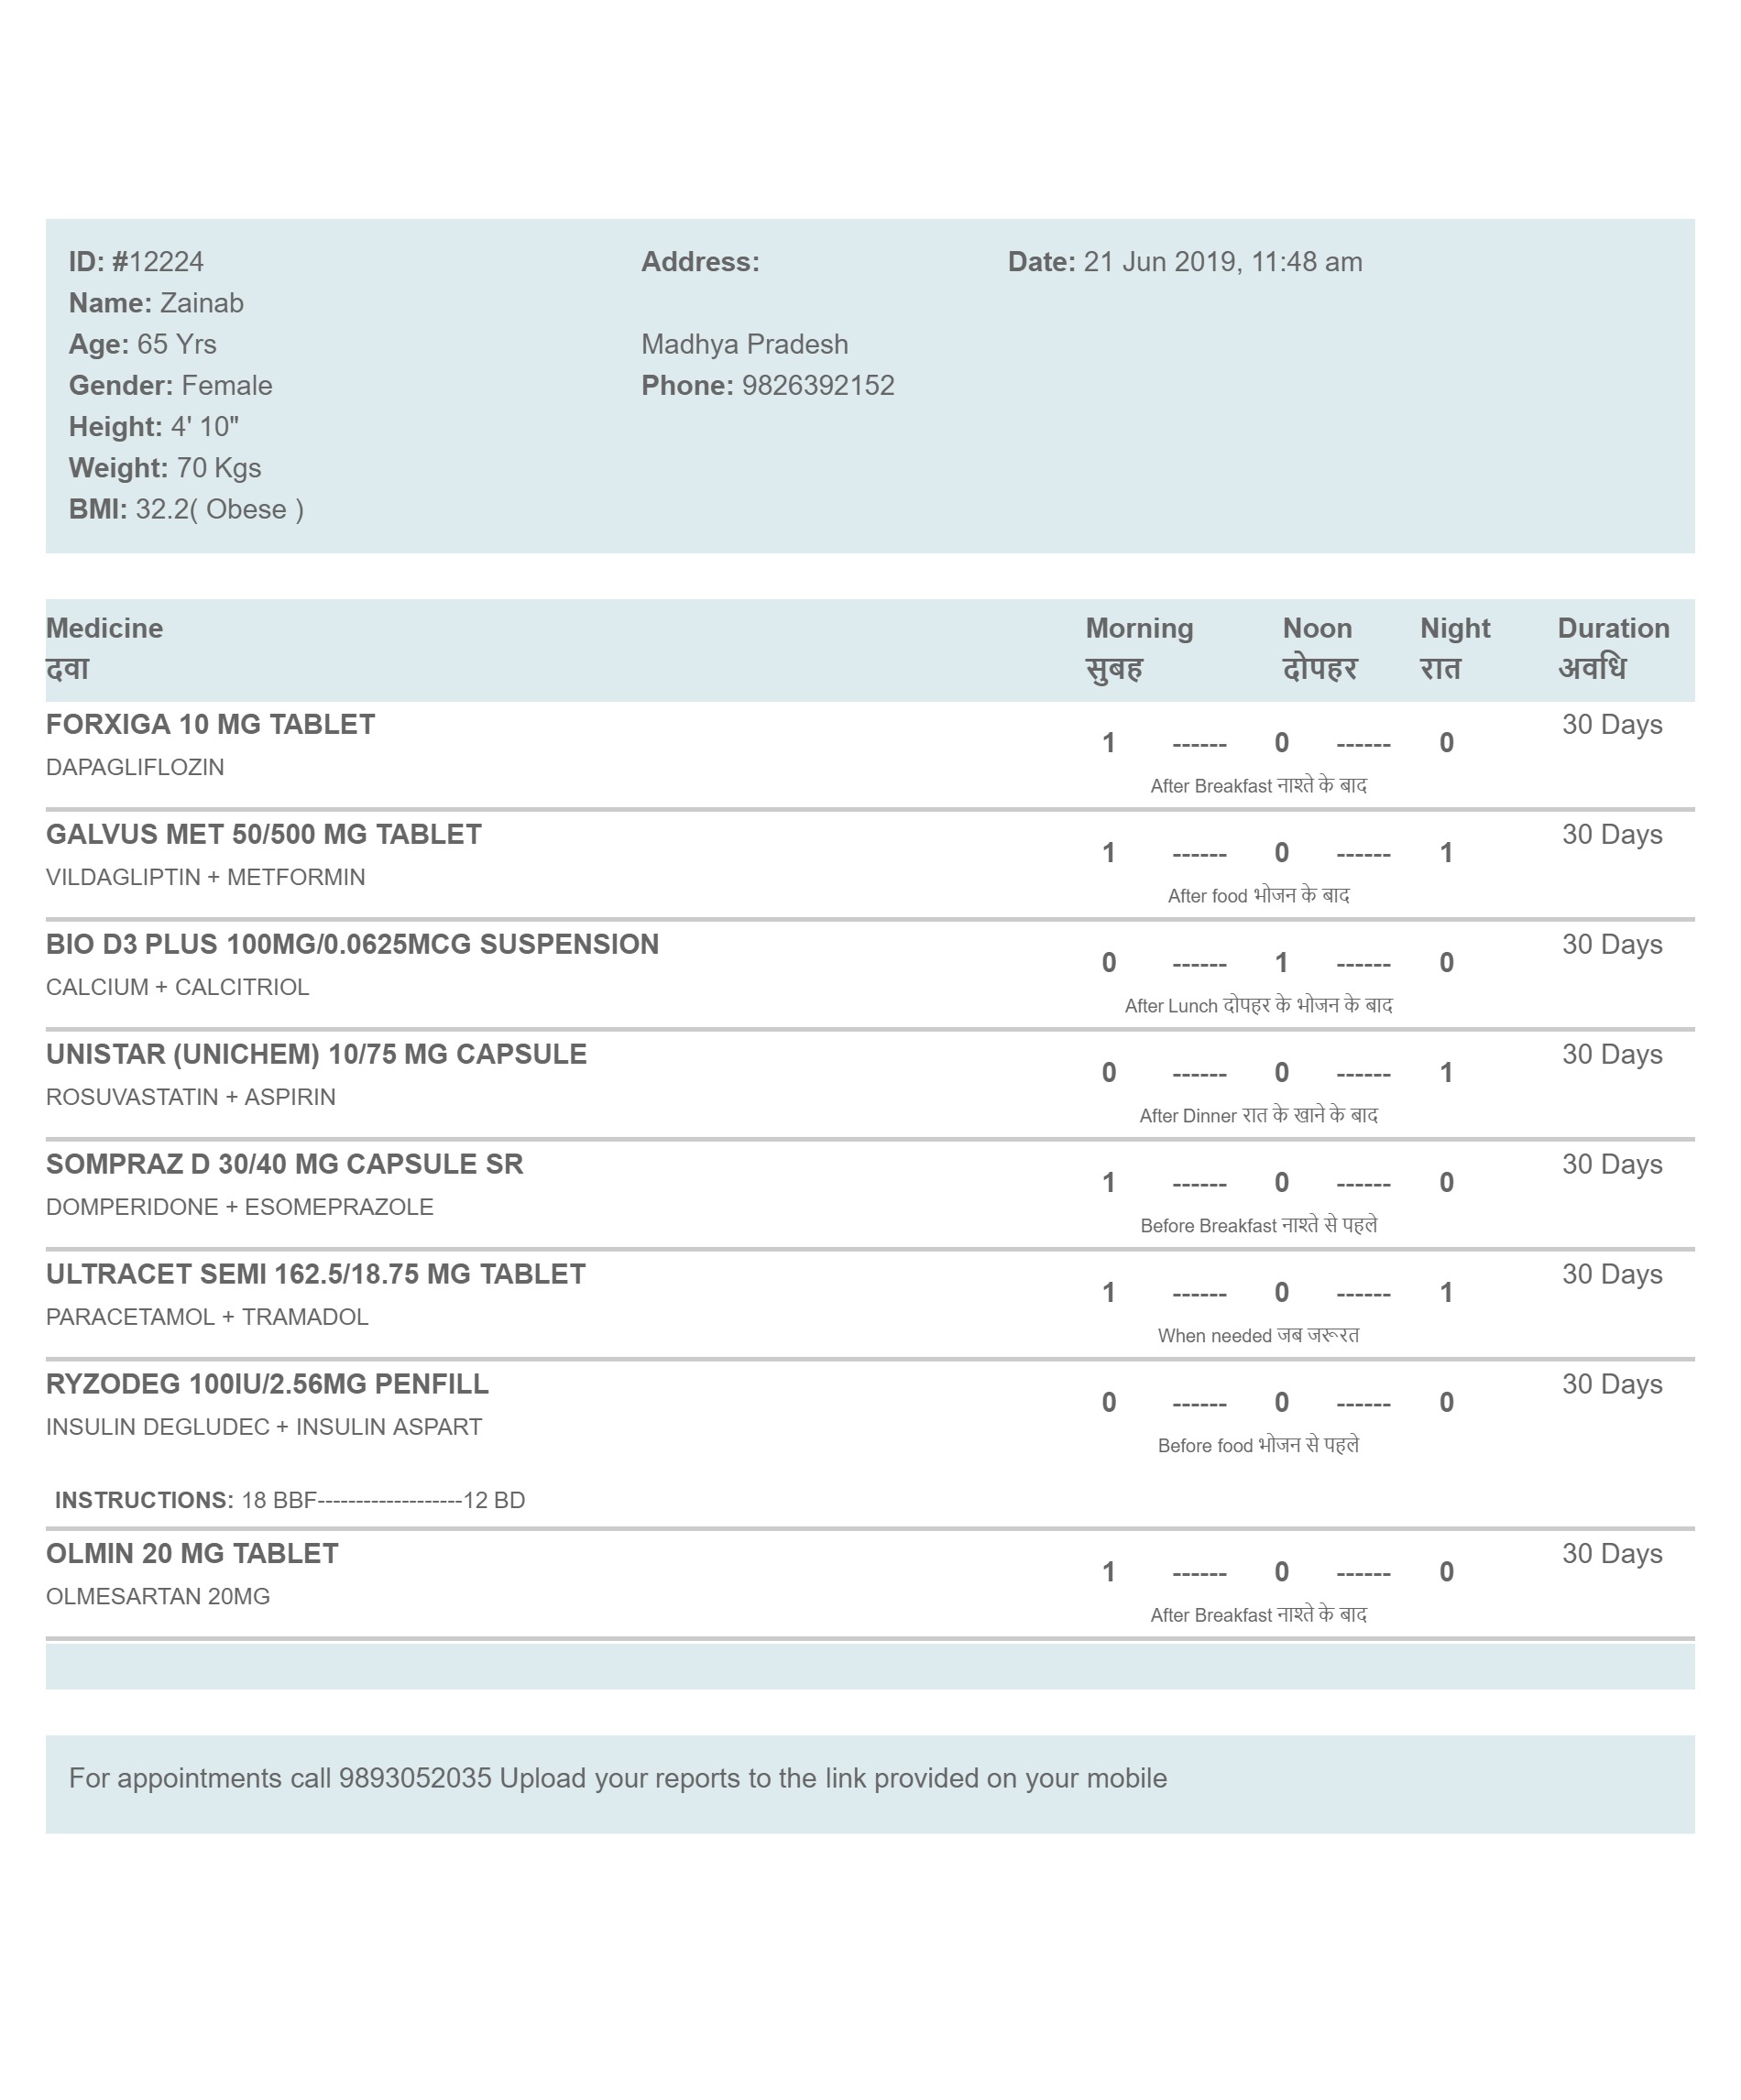 ID: #12224 Address: Date: 21 Jun 2019, 11:48 am
Name: Zainab
Age: 65 Yrs Madhya Pradesh
Gender: Female Phone: 9826392152
Height: 4' 10"
Weight: 70 Kgs
BMI: 32.2( Obese )
Medicine Morning Noon Night Duration
दवा सुबह दोपहर रात अवधि
FORXIGA 10 MG TABLET 30 Days
1 ------ 0 ------ 0
DAPAGLIFLOZIN
After Breakfast नाश्ते के बाद
GALVUS MET 50/500 MG TABLET 30 Days
1 ------ 0 ------ 1
VILDAGLIPTIN + METFORMIN
After food भोजन के बाद
BIO D3 PLUS 100MG/0.0625MCG SUSPENSION 30 Days
0 ------ 1 ------ 0
CALCIUM + CALCITRIOL
After Lunch दोपहर के भोजन के बाद
UNISTAR (UNICHEM) 10/75 MG CAPSULE 30 Days
0 ------ 0 ------ 1
ROSUVASTATIN + ASPIRIN
After Dinner रात के खाने के बाद
SOMPRAZ D 30/40 MG CAPSULE SR 30 Days
1 ------ 0 ------ 0
DOMPERIDONE + ESOMEPRAZOLE
Before Breakfast नाश्ते से पहले
ULTRACET SEMI 162.5/18.75 MG TABLET 30 Days
1 ------ 0 ------ 1
PARACETAMOL + TRAMADOL
When needed जब जरूरत
RYZODEG 100IU/2.56MG PENFILL 30 Days
0 ------ 0 ------ 0
INSULIN DEGLUDEC + INSULIN ASPART
Before food भोजन से पहले
INSTRUCTIONS: 18 BBF-------------------12 BD
OLMIN 20 MG TABLET 30 Days
1 ------ 0 ------ 0
OLMESARTAN 20MG
After Breakfast नाश्ते के बाद
For appointments call 9893052035 Upload your reports to the link provided on your mobile